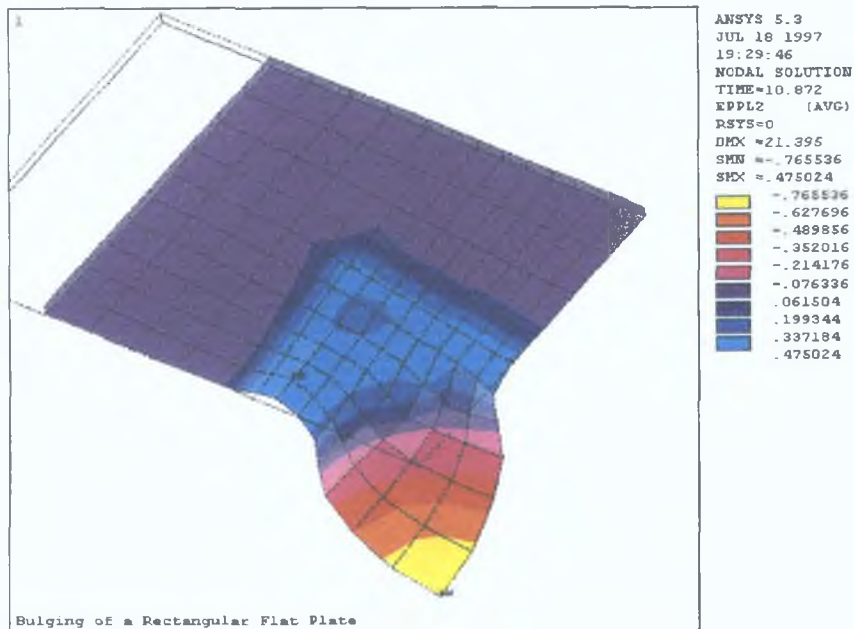 1
ANSYS 5.3
JUL 18 1997
19:29:46
NODAL SOLUTION
TIME=10.872
EPPL2 (AVG)
RSYS=0
DMX =21.395
SMN =-.765536
SMX =.475024
-.765536
-.627696
-.489856
-.352016
-.214176
-.076336
.061504
.199344
.337184
.475024
Bulging of a Rectangular Flat Plate